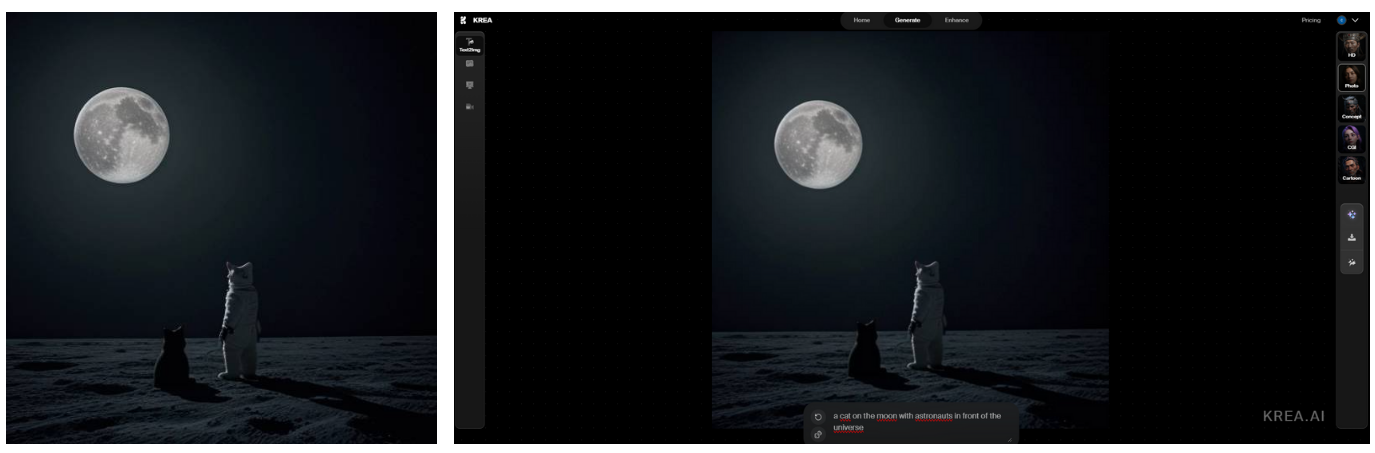 KREA
Home Generate Enhance
Pricing
Text2Img
HD
Photo
Concept
CGI
Cartoon
a cat on the moon with astronauts in front of the
universe
KREA.AI